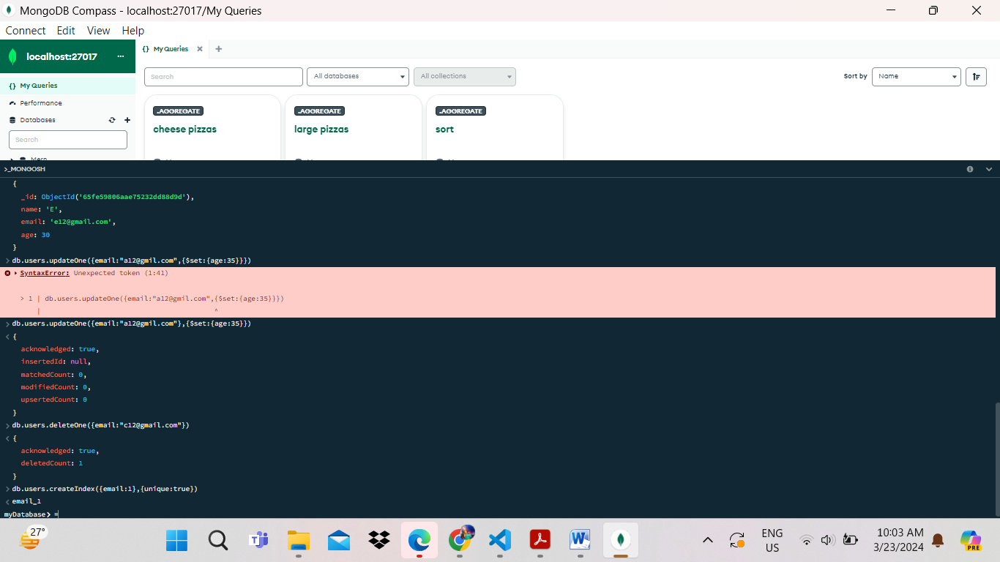 MongoDB Compass - localhost:27017/My Queries
Connect Edit View Help
localhost:27017 ...
{} My Queries
Performance
Databases
Search
{} My Queries
Search
All databases
All collections
Sort by
Name
.AGGREGATE
cheese pizzas
.AGGREGATE
large pizzas
.AGGREGATE
sort
>_MONGOSH
{
_id: ObjectId('65fe59806aae75232dd88d9d'),
name: 'E',
email: 'e12@gmail.com',
age: 30
}
> db.users.updateOne({email:"a12@gmil.com",{$set:{age:35}}})
SyntaxError: Unexpected token (1:41)
> 1 | db.users.updateOne({email:"a12@gmil.com",{$set:{age:35}}})
| ^
> db.users.updateOne({email:"a12@gmil.com"},{$set:{age:35}})
< {
acknowledged: true,
insertedId: null,
matchedCount: 0,
modifiedCount: 0,
upsertedCount: 0
}
> db.users.deleteOne({email:"c12@gmail.com"})
< {
acknowledged: true,
deletedCount: 1
}
> db.users.createIndex({email:1},{unique:true})
< email_1
myDatabase> =
27°
ENG
US
10:03 AM
3/23/2024
PRE